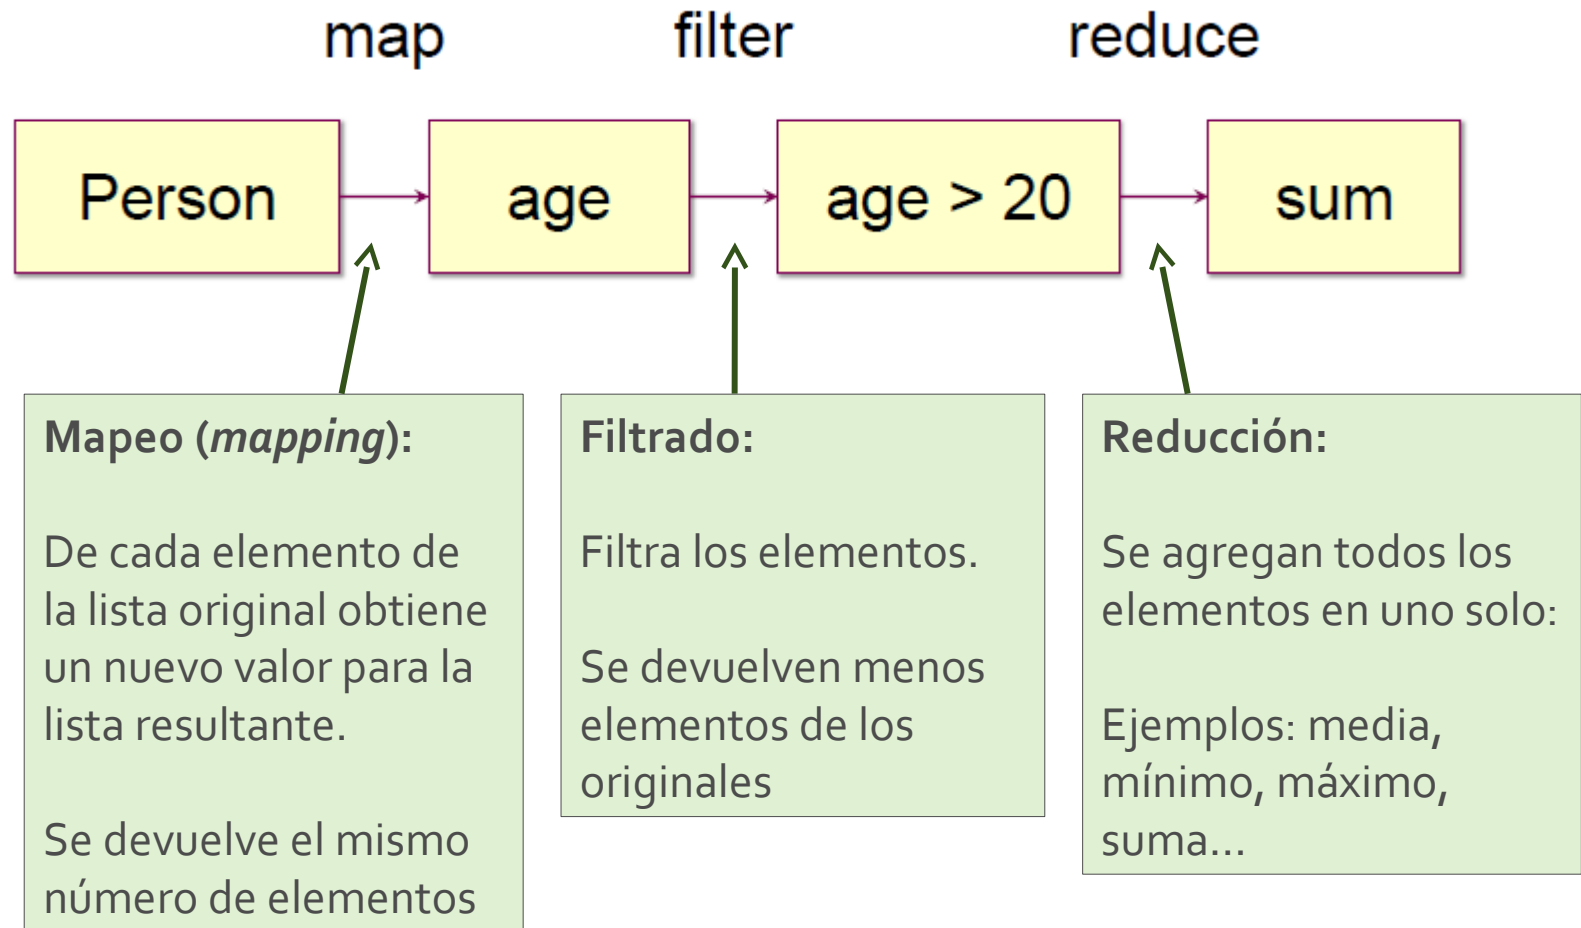 map filter reduce
Person age age > 20 sum
Mapeo (mapping):
De cada elemento de
la lista original obtiene
un nuevo valor para la
lista resultante.
Se devuelve el mismo
número de elementos
Filtrado:
Filtra los elementos.
Se devuelven menos
elementos de los
originales
Reducción:
Se agregan todos los
elementos en uno solo:
Ejemplos: media,
mínimo, máximo,
suma...